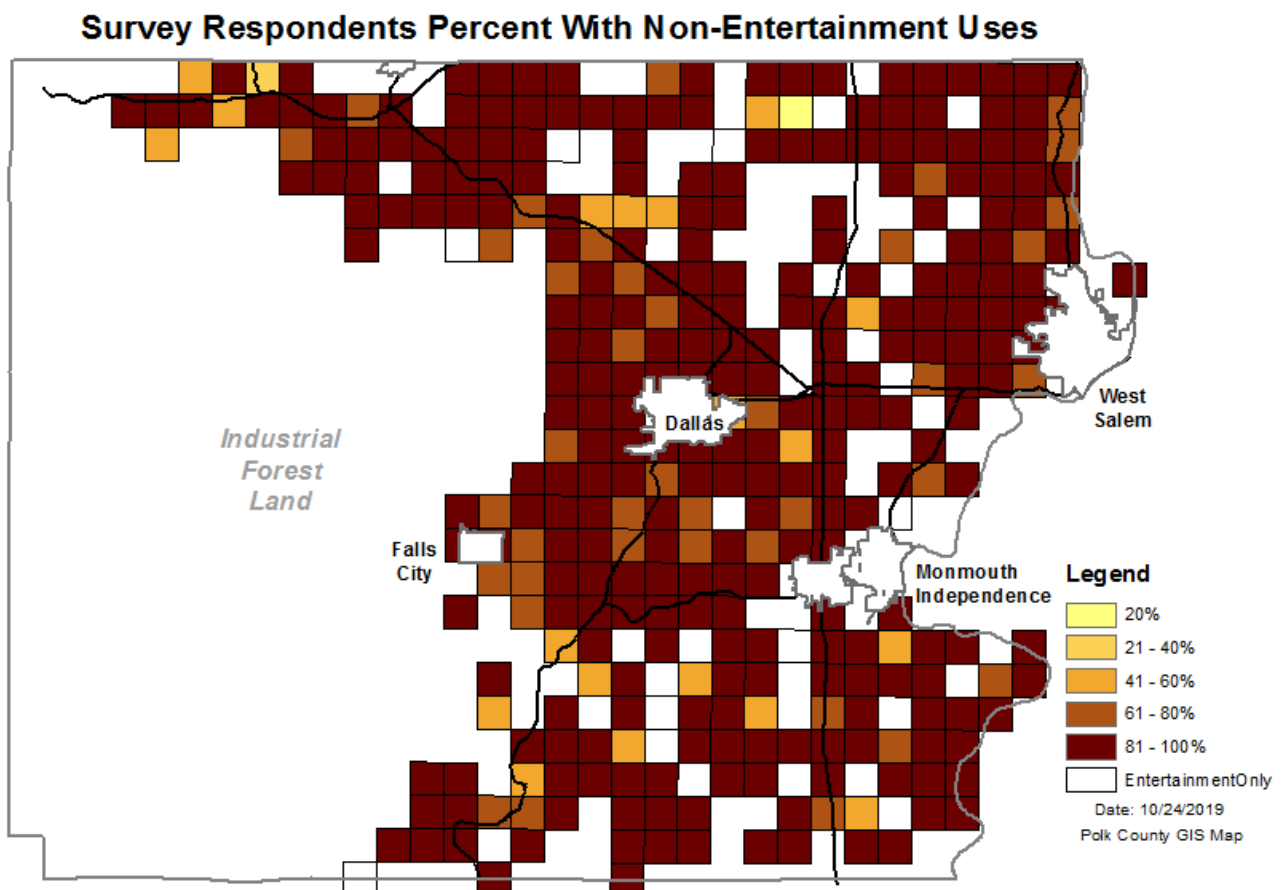 Survey Respondents Percent With Non-Entertainment Uses
West
Salem
Dallas
Industrial
Forest
Land
Falls
City
Monmouth
Independence
Legend
20%
21 - 40%
41 - 60%
61 - 80%
81 - 100%
EntertainmentOnly
Date: 10/24/2019
Polk County GIS Map